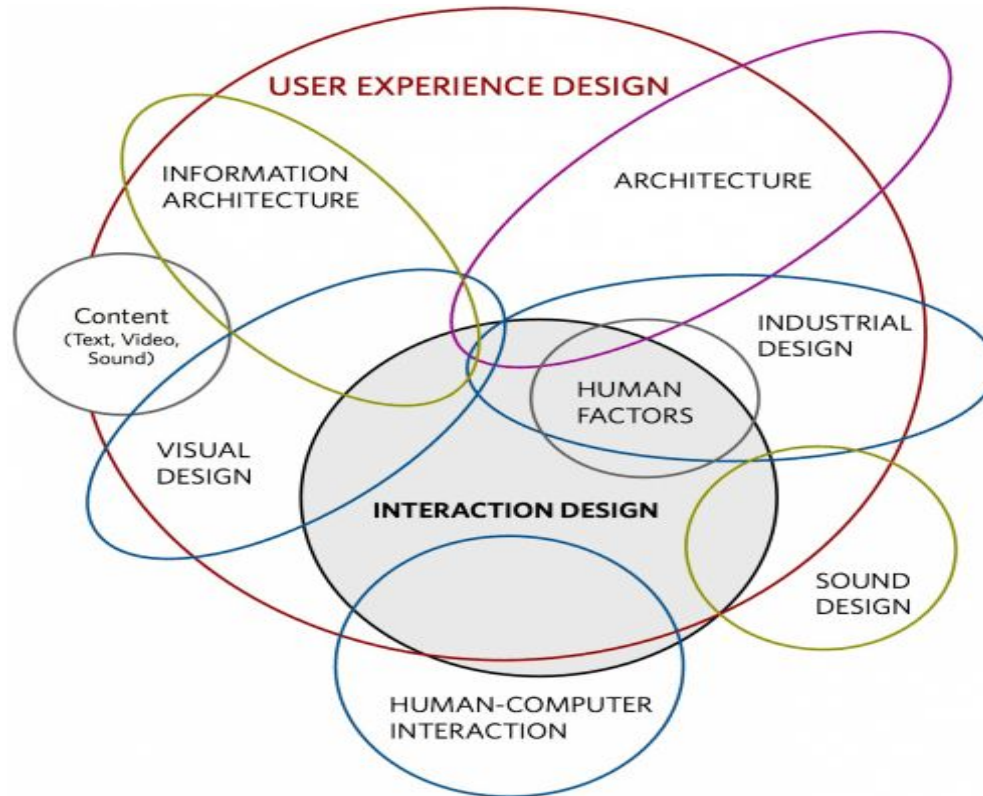 USER EXPERIENCE DESIGN
INFORMATION
ARCHITECTURE
ARCHITECTURE
Content
(Text, Video,
Sound)
INDUSTRIAL
DESIGN
HUMAN
FACTORS
VISUAL
DESIGN
INTERACTION DESIGN
SOUND
DESIGN
HUMAN-COMPUTER
INTERACTION